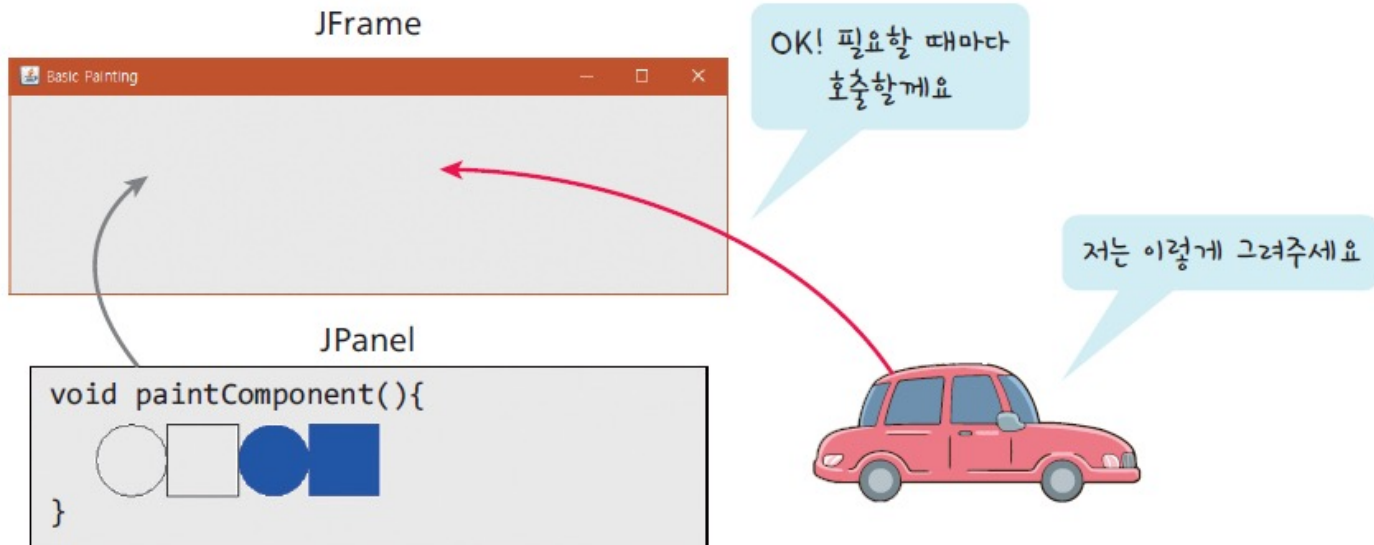 JFrame
Basic Painting
OK! 필요할 때마다
호출할께요
저는 이렇게 그려주세요
JPanel
void paintComponent(){
}